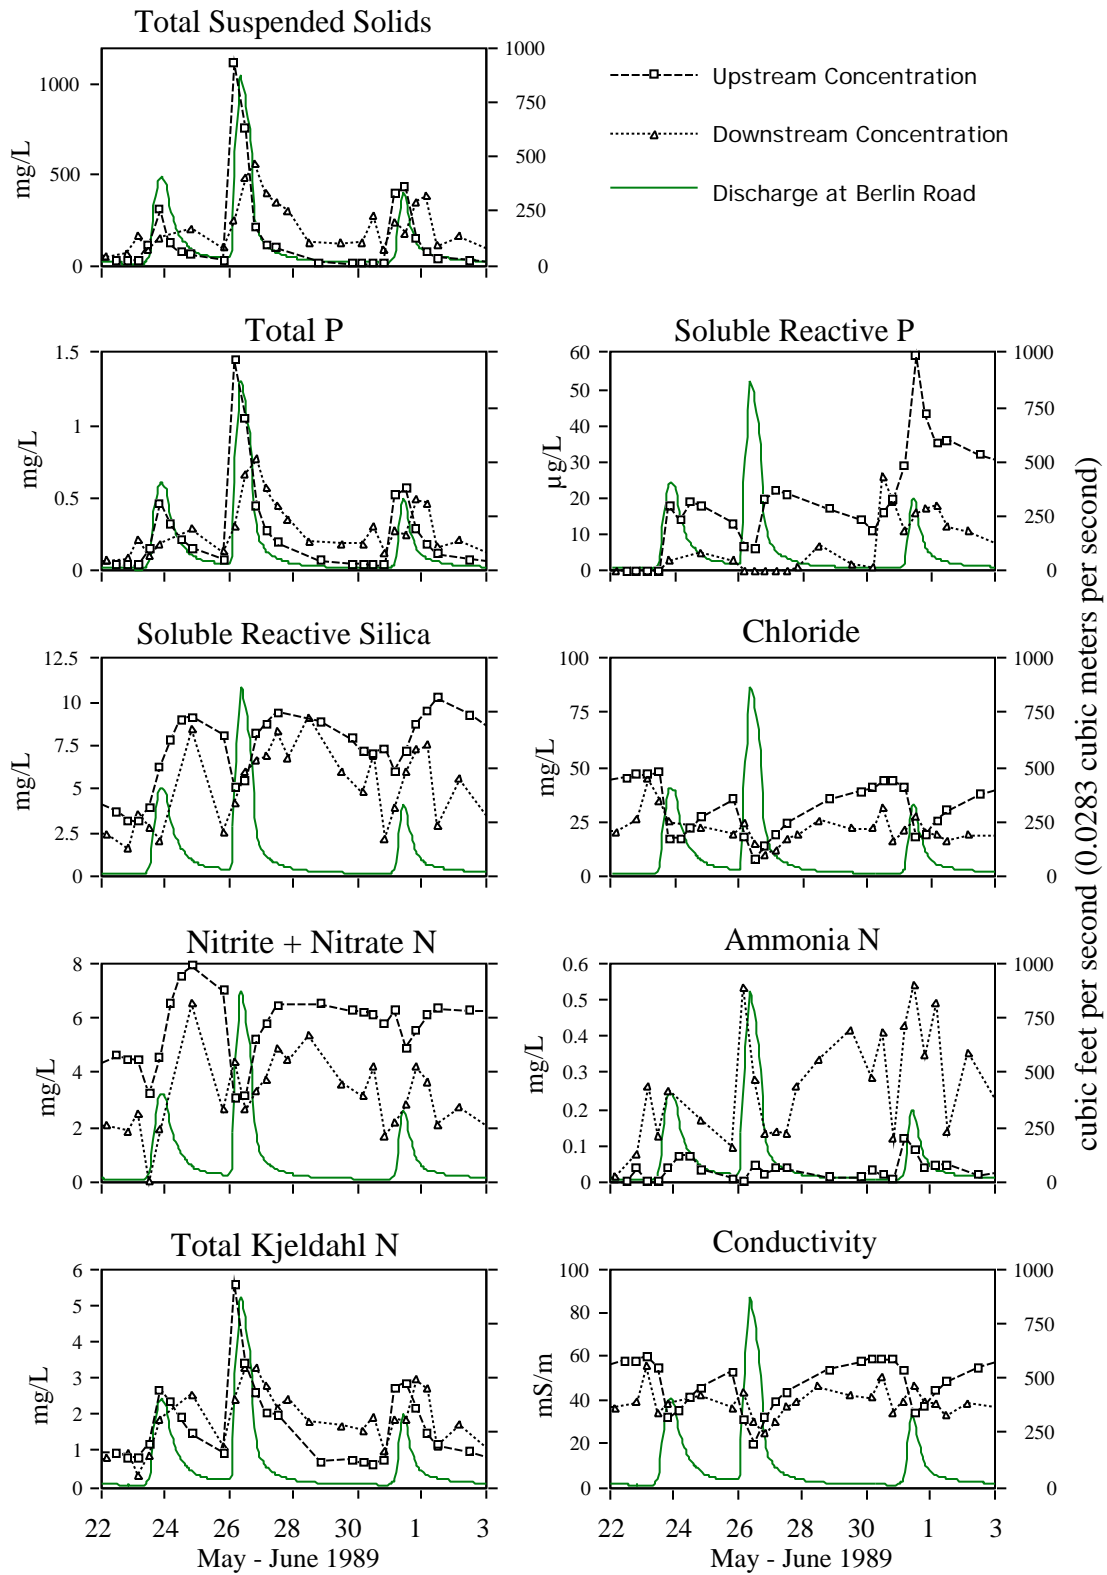 Total Suspended Solids
1000
500
0
mg/L
1000
750
500
250
0
Upstream Concentration
Downstream Concentration
Discharge at Berlin Road
Total P
1.5
1
0.5
0
mg/L
Soluble Reactive P
60
50
40
30
20
10
0
µg/L
1000
750
500
250
0
Soluble Reactive Silica
12.5
10
7.5
5
2.5
0
mg/L
Chloride
100
75
50
25
0
mg/L
1000
750
500
250
0
Nitrite + Nitrate N
8
6
4
2
0
mg/L
Ammonia N
0.6
0.5
0.4
0.3
0.2
0.1
0
mg/L
1000
750
500
250
0
Total Kjeldahl N
6
5
4
3
2
1
0
mg/L
22 24 26 28 30 1 3
May - June 1989
Conductivity
100
80
60
40
20
0
mS/m
1000
750
500
250
0
22 24 26 28 30 1 3
May - June 1989
cubic feet per second (0.0283 cubic meters per second)